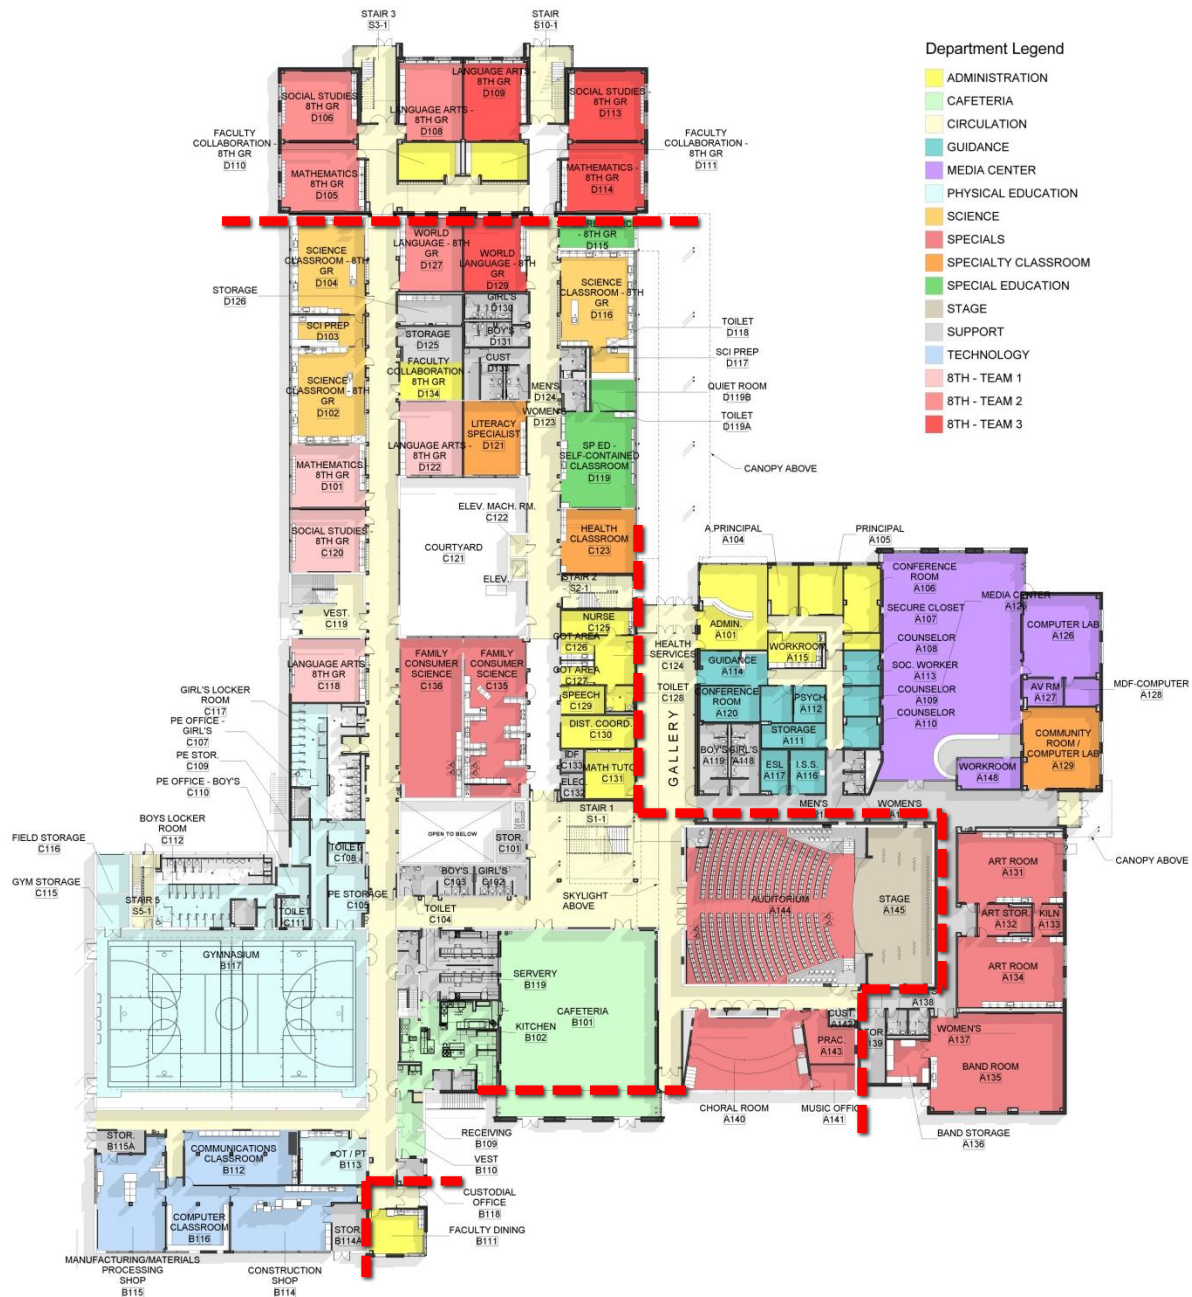 STAIR 3
S3-1
STAIR
S10-1
Department Legend
ADMINISTRATION
CAFETERIA
CIRCULATION
GUIDANCE
MEDIA CENTER
PHYSICAL EDUCATION
SCIENCE
SPECIALS
SPECIALTY CLASSROOM
SPECIAL EDUCATION
STAGE
SUPPORT
TECHNOLOGY
8TH - TEAM 1
8TH - TEAM 2
8TH - TEAM 3
SOCIAL STUDIES -
8TH GR
D106
LANGUAGE ARTS -
8TH GR
D108
LANGUAGE ARTS -
8TH GR
D109
SOCIAL STUDIES -
8TH GR
D113
FACULTY
COLLABORATION -
8TH GR
D110
FACULTY
COLLABORATION -
8TH GR
D111
MATHEMATICS -
8TH GR
D105
MATHEMATICS -
8TH GR
D114
SCIENCE
CLASSROOM - 8TH
GR
D104
WORLD
LANGUAGE - 8TH
GR
D127
WORLD
LANGUAGE - 8TH
GR
D129
- 8TH GR
D115
SCIENCE
CLASSROOM - 8TH
GR
D116
STORAGE
D126
GIRL'S
D130
BOY'S
D131
STORAGE
D125
CUST
D133
SCI PREP
D103
TOILET
D118
SCI PREP
D117
FACULTY
COLLABORATION -
8TH GR
D134
SCIENCE
CLASSROOM - 8TH
GR
D102
MEN'S
D124
WOMEN'S
D123
QUIET ROOM
D119B
TOILET
D119A
LANGUAGE ARTS -
8TH GR
D122
LITERACY
SPECIALIST
D121
SP ED -
SELF-CONTAINED
CLASSROOM
D119
CANOPY ABOVE
MATHEMATICS
8TH GR
D101
SOCIAL STUDIES -
8TH GR
C120
COURTYARD
C121
ELEV. MACH. RM.
C122
ELEV.
HEALTH
CLASSROOM
C123
STAIR 2
S2-1
VEST.
C119
A.PRINCIPAL
A104
PRINCIPAL
A105
CONFERENCE
ROOM
A106
SECURE CLOSET
A107
MEDIA CENTER
A125
COMPUTER LAB
A126
NURSE
C125
COT AREA
C126
COT AREA
C127
HEALTH
SERVICES
C124
TOILET
C128
SPEECH
C129
DIST. COORD.
C130
IDF
C133
MATH TUTOR
C131
ELEC
C132
ADMIN.
A101
WORKROOM
A115
GUIDANCE
A114
COUNSELOR
A108
SOC. WORKER
A113
COUNSELOR
A109
COUNSELOR
A110
CONFERENCE
ROOM
A120
PSYCH
A112
STORAGE
A111
BOY'S
A119
GIRL'S
A118
ESL
A117
I.S.S.
A116
AV RM
A127
MDF-COMPUTER
A128
COMMUNITY
ROOM /
COMPUTER LAB
A129
WORKROOM
A148
GALLERY
MEN'S
WOMEN'S
LANGUAGE ARTS -
8TH GR
C118
FAMILY
CONSUMER
SCIENCE
C136
FAMILY
CONSUMER
SCIENCE
C135
GIRL'S LOCKER
ROOM
C117
PE OFFICE -
GIRL'S
C107
PE STOR.
C109
PE OFFICE - BOY'S
C110
BOYS LOCKER
ROOM
C112
FIELD STORAGE
C116
GYM STORAGE
C115
STAIR 5
S5-1
TOILET
C108
PE STORAGE
C105
TOILET
C111
OPEN TO BELOW
STOR.
C101
STAIR 1
S1-1
BOY'S
C103
GIRL'S
C102
TOILET
C104
SKYLIGHT
ABOVE
AUDITORIUM
A144
STAGE
A145
ART ROOM
A131
CANOPY ABOVE
ART STOR.
A132
KILN
A133
ART ROOM
A134
GYMNASIUM
B117
SERVERY
B119
CAFETERIA
B101
KITCHEN
B102
CUST.
A142
PRAC.
A143
A138
A139
WOMEN'S
A137
BAND ROOM
A135
CHORAL ROOM
A140
MUSIC OFFICE
A141
BAND STORAGE
A136
RECEIVING
B109
VEST
B110
CUSTODIAL
OFFICE
B118
FACULTY DINING
B111
STOR.
B115A
COMMUNICATIONS
CLASSROOM
B112
OT / PT
B113
COMPUTER
CLASSROOM
B116
STOR.
B114A
MANUFACTURING/MATERIALS
PROCESSING
SHOP
B115
CONSTRUCTION
SHOP
B114